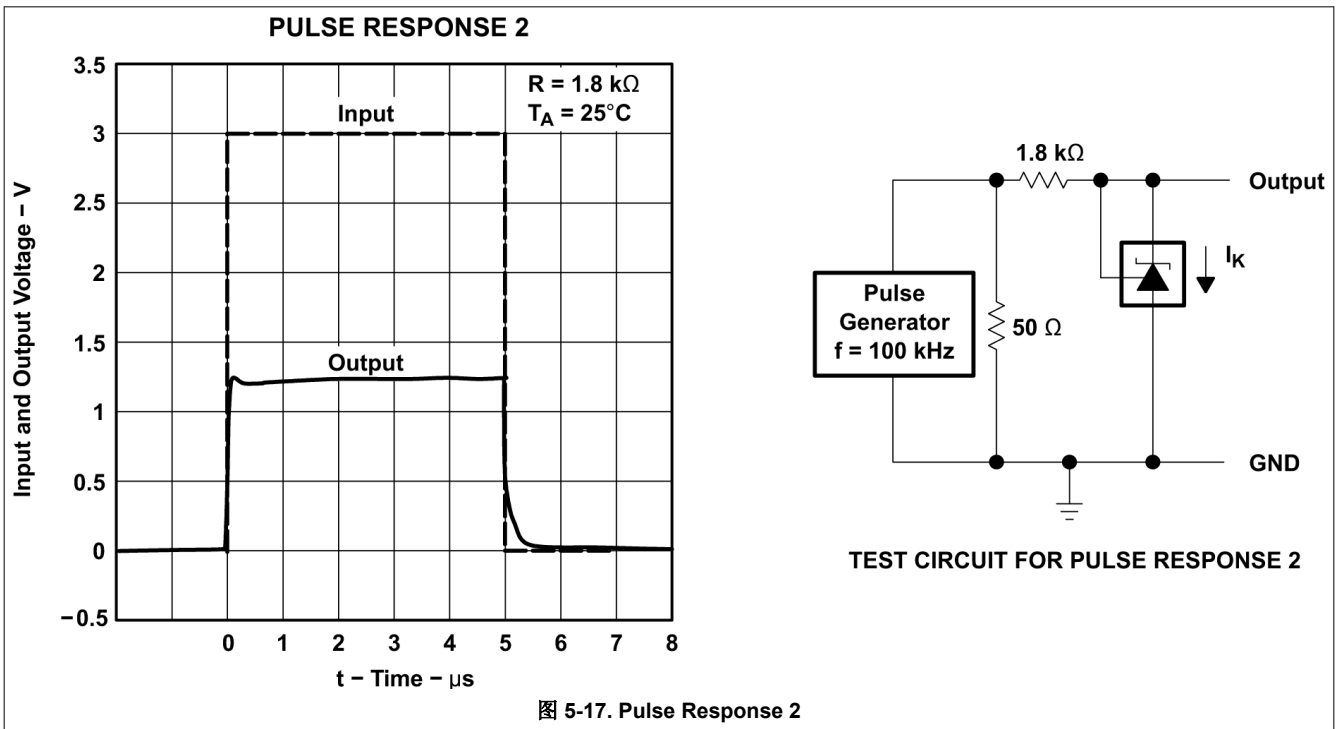 PULSE RESPONSE 2
3.5
3
2.5
2
1.5
1
0.5
0
−0.5
Input and Output Voltage − V
R = 1.8 kΩ
TA = 25°C
Input
Output
0 1 2 3 4 5 6 7 8
t − Time − μs
1.8 kΩ
Output
IK
Pulse
Generator
f = 100 kHz
50 Ω
GND
TEST CIRCUIT FOR PULSE RESPONSE 2
图 5-17. Pulse Response 2